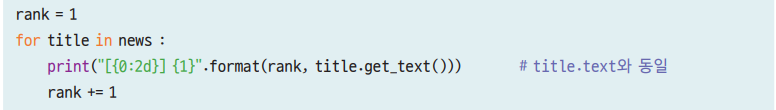 rank = 1
for title in news :
    print("[{0:2d}] {1}".format(rank, title.get_text()))        # title.text와 동일
    rank += 1